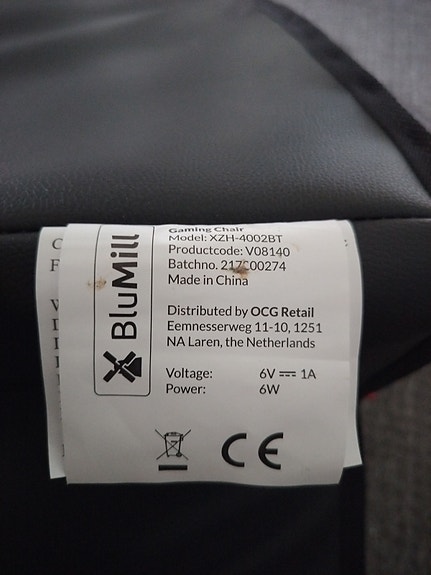 BluMill
Gaming Chair
Model: XZH-4002BT
Productcode: V08140
Batchno.
Made in China
Distributed by OCG Retail
Eemnesserweg 11-10, 1251
NA Laren, the Netherlands
Voltage: 6V ⎓ 1A
Power: 6W
CE